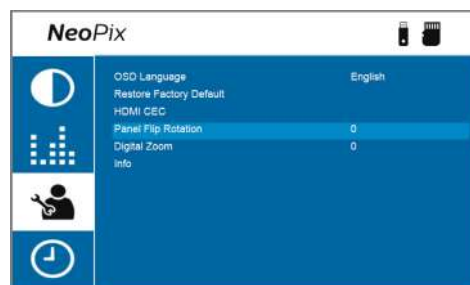 NeoPix
OSD Language English
Restore Factory Default
HDMI CEC
Panel Flip Rotation 0
Digital Zoom 0
Info